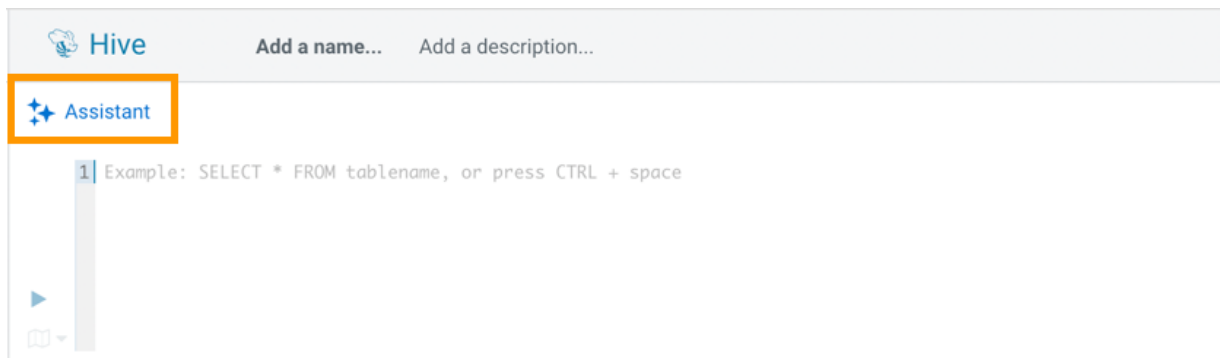 Hive Add a name... Add a description...
Assistant
1 Example: SELECT * FROM tablename, or press CTRL + space